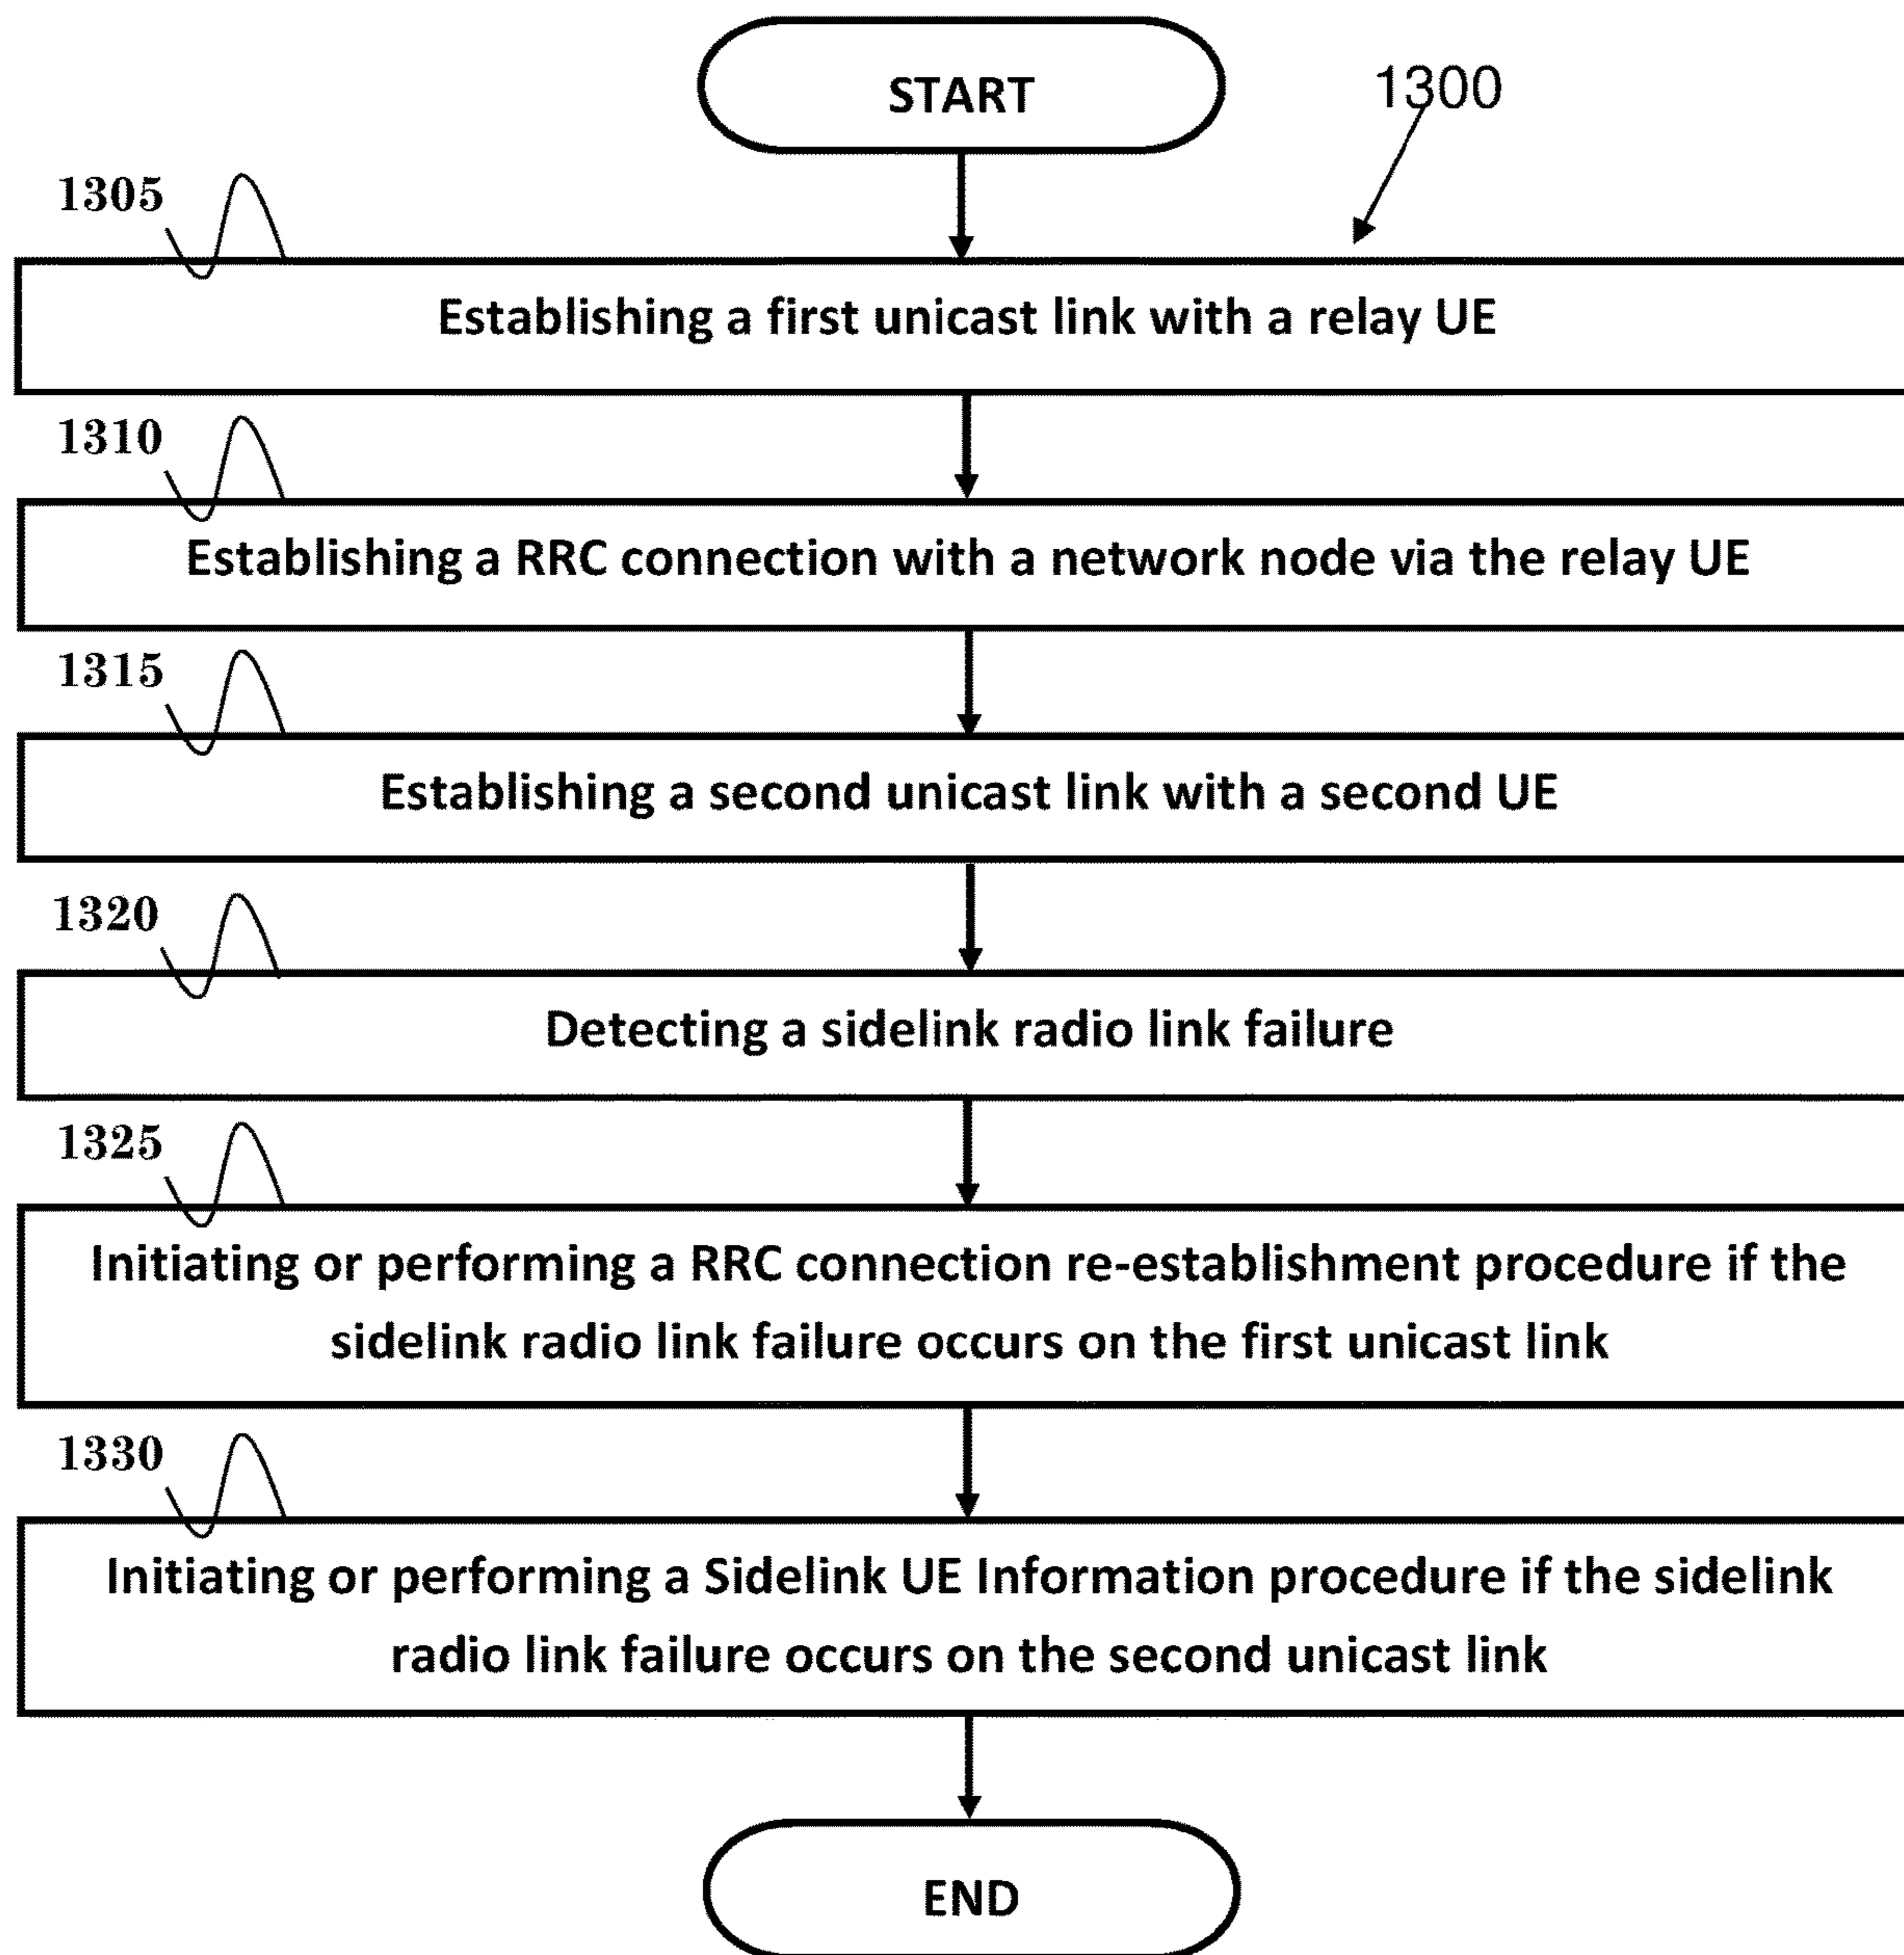 START
1300
1305
Establishing a first unicast link with a relay UE
1310
Establishing a RRC connection with a network node via the relay UE
1315
Establishing a second unicast link with a second UE
1320
Detecting a sidelink radio link failure
1325
Initiating or performing a RRC connection re-establishment procedure if the
sidelink radio link failure occurs on the first unicast link
1330
Initiating or performing a Sidelink UE Information procedure if the sidelink
radio link failure occurs on the second unicast link
END